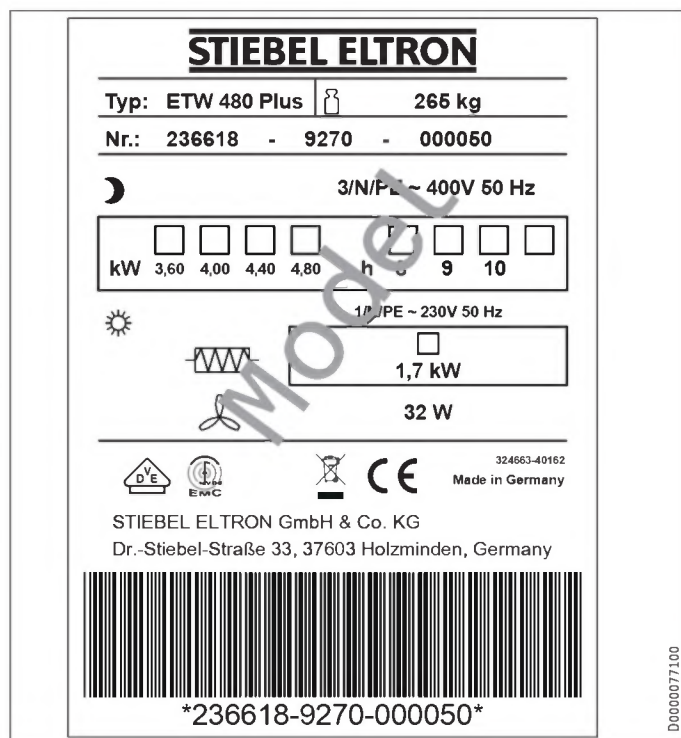 STIEBEL ELTRON
Typ: ETW 480 Plus 265 kg
Nr.: 236618 - 9270 - 000050
3/N/PE ~ 400V 50 Hz
kW 3,60 4,00 4,40 4,80 h 8 9 10
1/N/PE ~ 230V 50 Hz
1,7 kW
32 W
Model
DVE
EMC
CE
324663-40162
Made in Germany
STIEBEL ELTRON GmbH & Co. KG
Dr.-Stiebel-Straße 33, 37603 Holzminden, Germany
*236618-9270-000050*
D0000077100